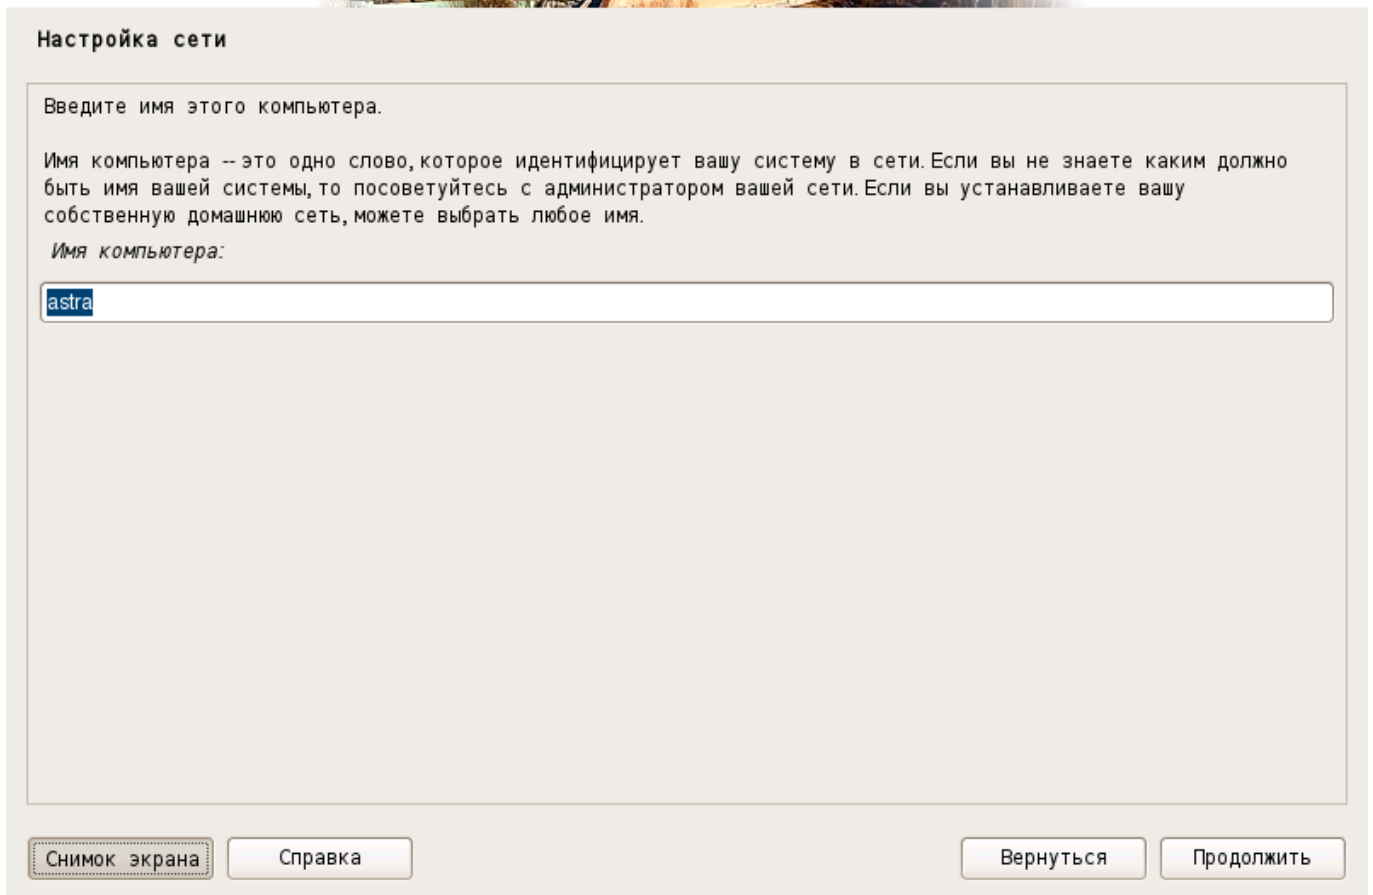 Настройка сети
Введите имя этого компьютера.
Имя компьютера -- это одно слово, которое идентифицирует вашу систему в сети. Если вы не знаете каким должно
быть имя вашей системы, то посоветуйтесь с администратором вашей сети. Если вы устанавливаете вашу
собственную домашнюю сеть, можете выбрать любое имя.
Имя компьютера:
astra
Снимок экрана Справка Вернуться Продолжить